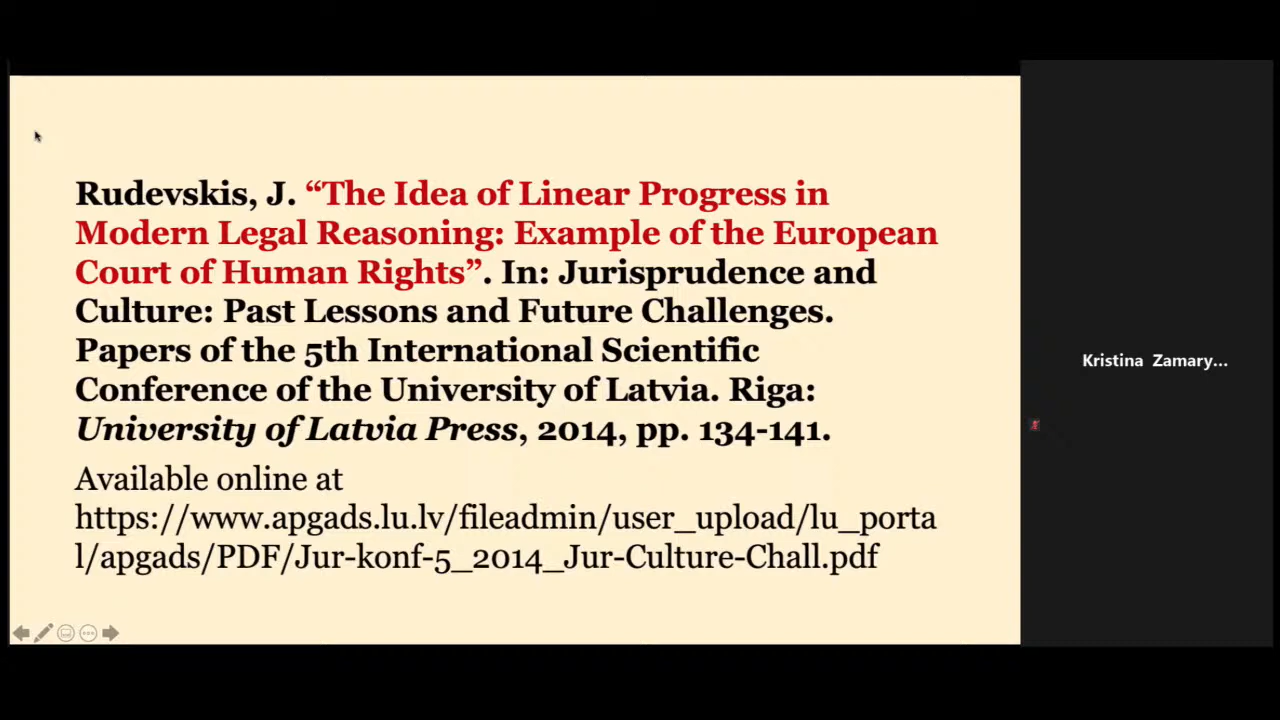 Rudevskis, J. “The Idea of Linear Progress in
Modern Legal Reasoning: Example of the European
Court of Human Rights”. In: Jurisprudence and
Culture: Past Lessons and Future Challenges.
Papers of the 5th International Scientific
Conference of the University of Latvia. Riga:
University of Latvia Press, 2014, pp. 134-141.
Available online at
https://www.apgads.lu.lv/fileadmin/user_upload/lu_porta
l/apgads/PDF/Jur-konf-5_2014_Jur-Culture-Chall.pdf
Kristina Zamary...